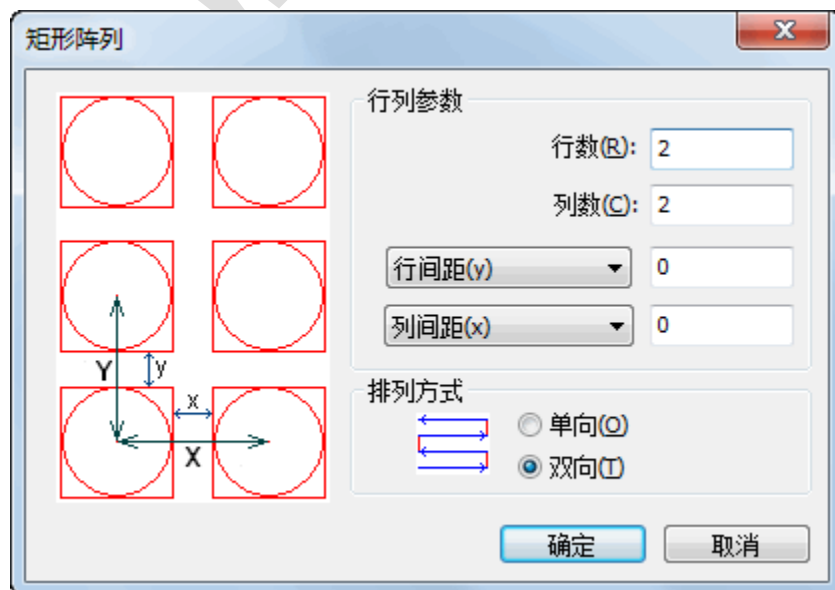 矩形阵列
行列参数
行数(R): 2
列数(C): 2
行间距(y) 0
列间距(x) 0
Y y
x
X
排列方式
单向(O)
双向(T)
确定 取消